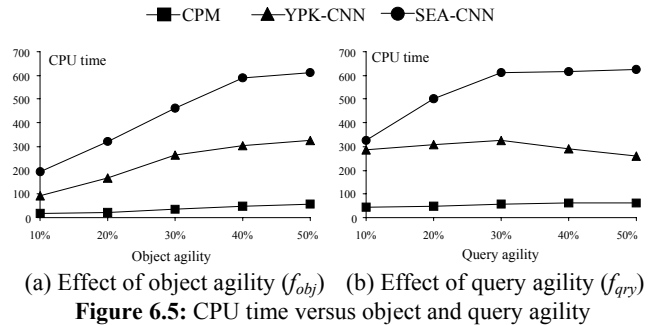 CPM YPK-CNN SEA-CNN
700 CPU time
600
500
400
300
200
100
0
10% 20% 30% 40% 50%
Object agility
700 CPU time
600
500
400
300
200
100
0
10% 20% 30% 40% 50%
Query agility
(a) Effect of object agility (fobj) (b) Effect of query agility (fqry)
Figure 6.5: CPU time versus object and query agility